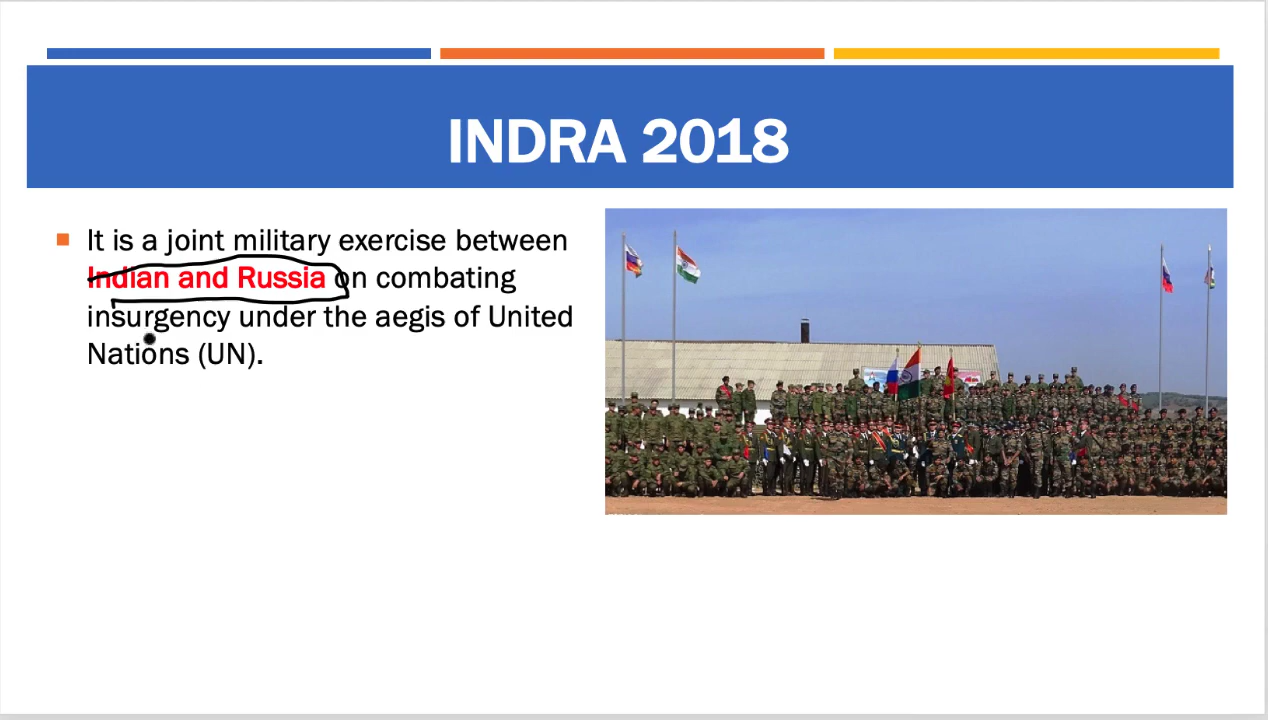 INDRA 2018
It is a joint military exercise between
Indian and Russia on combating
insurgency under the aegis of United
Nations (UN).